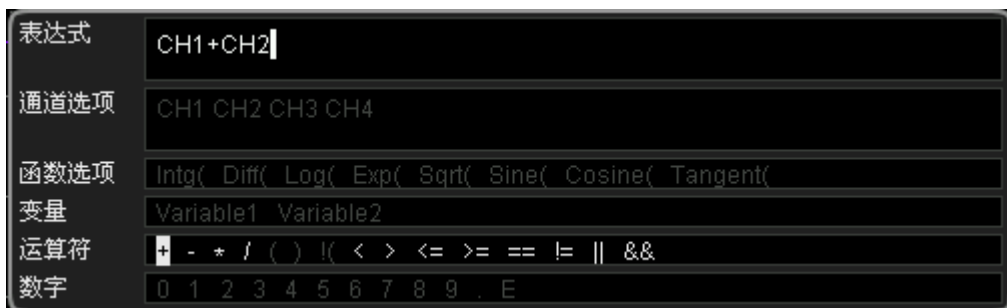 表达式 CH1+CH2
通道选项 CH1 CH2 CH3 CH4
函数选项 Intg( Diff( Log( Exp( Sqrt( Sine( Cosine( Tangent(
变量 Variable1 Variable2
运算符 + - * / ( ) !( < > <= >= == != || &&
数字 0 1 2 3 4 5 6 7 8 9 . E